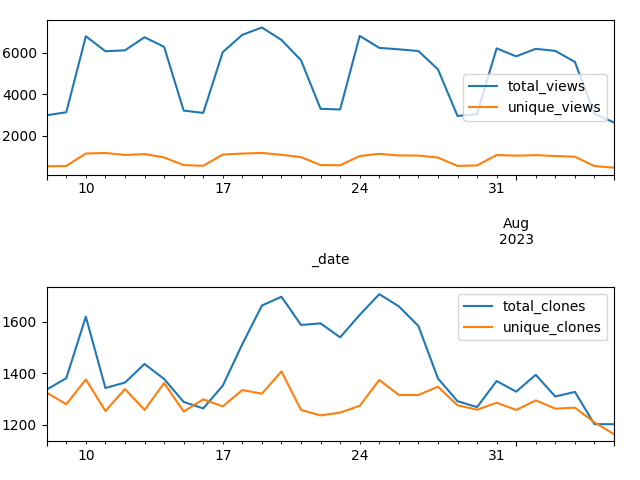 6000
4000
2000
total_views
unique_views
10 17 24 31
Aug
2023
_date
1600
1400
1200
total_clones
unique_clones
10 17 24 31